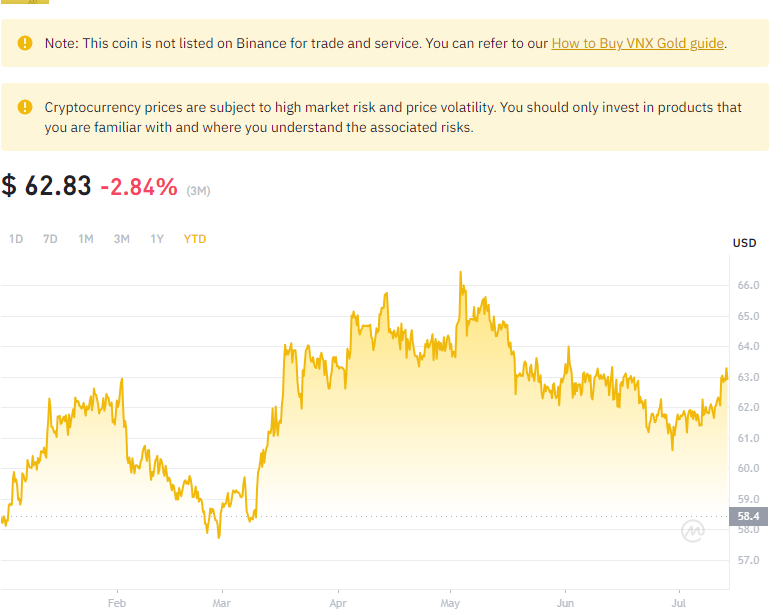 Note: This coin is not listed on Binance for trade and service. You can refer to our How to Buy VNX Gold guide.
Cryptocurrency prices are subject to high market risk and price volatility. You should only invest in products that
you are familiar with and where you understand the associated risks.
$ 62.83 -2.84% (3M)
1D 7D 1M 3M 1Y YTD
USD
66.0
65.0
64.0
63.0
62.0
61.0
60.0
59.0
58.4
58.0
57.0
Feb Mar Apr May Jun Jul